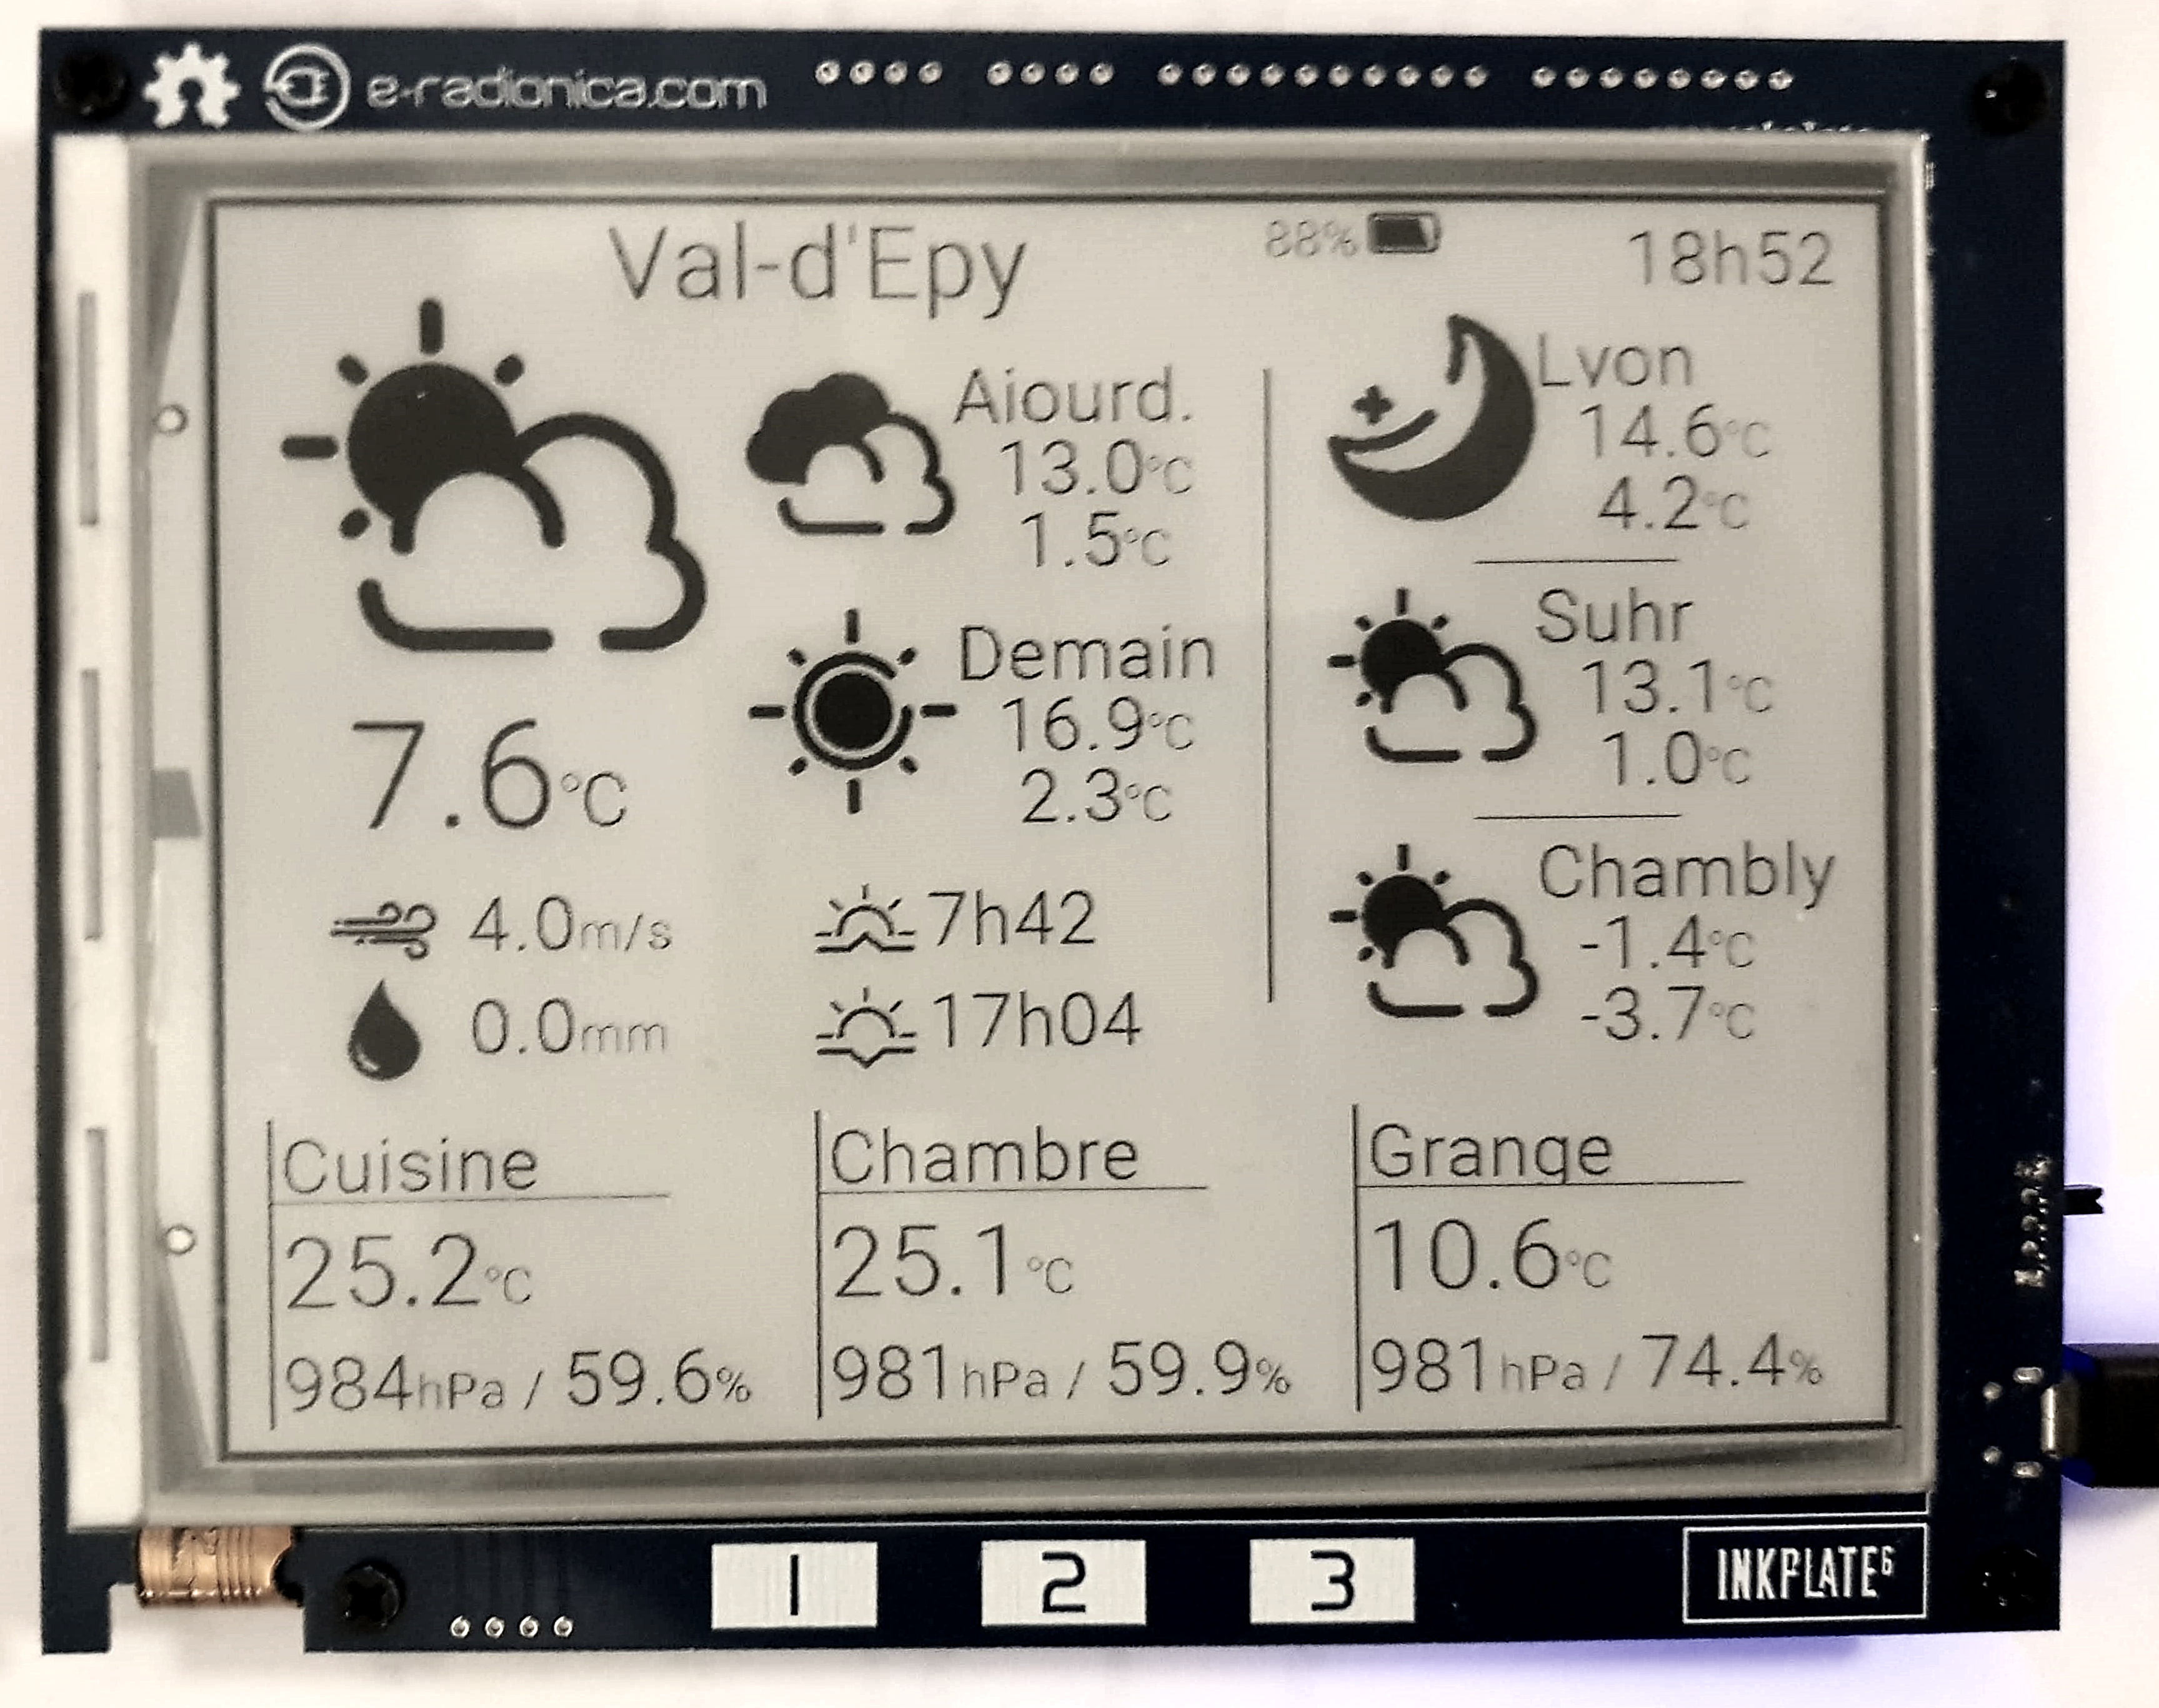 e-radionica.com
Val-d'Epy
88%
18h52
Aiourd.
13.0°C
1.5°C
Demain
16.9°C
2.3°C
7.6°C
4.0m/s
0.0mm
7h42
17h04
Lvon
14.6°C
4.2°C
Suhr
13.1°C
1.0°C
Chambly
-1.4°C
-3.7°C
Cuisine
25.2°C
984hPa / 59.6%
Chambre
25.1°C
981hPa / 59.9%
Grange
10.6°C
981hPa / 74.4%
1
2
3
INKPLATE6